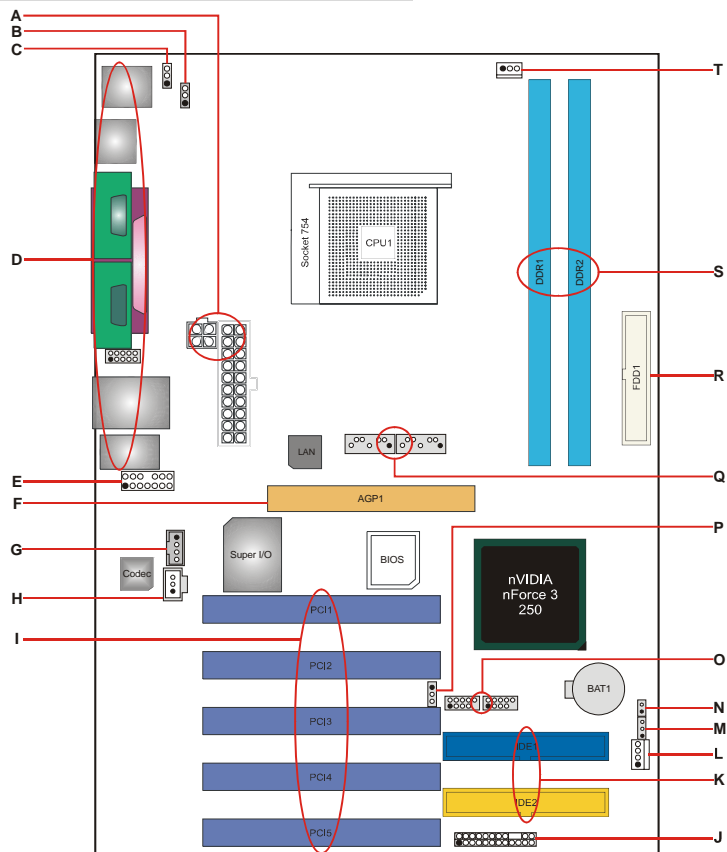 A
B
C
T
Socket 754
CPU1
D
DDR1
DDR2
S
FDD1
R
LAN
Q
E
AGP1
F
P
G
Super I/O
BIOS
Codec
nVIDIA
nForce 3
250
H
PCI1
I
PCI2
O
BAT1
N
PCI3
M
IDE1
L
PCI4
K
IDE2
PCI5
J